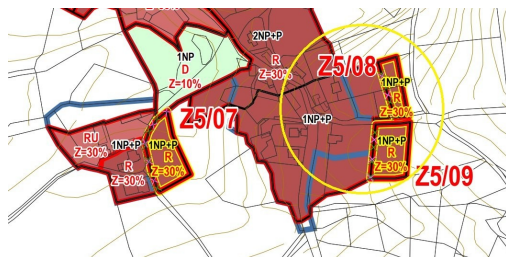 Z=30%
2NP+P
R
Z=30%
1NP
D
Z=10%
Z5/08
1NP+P
R
Z=30%
Z5/07
1NP+P
RU
Z=30%
1NP+P
R
Z=30%
1NP+P
R
Z=30%
1NP+P
R
Z=30%
Z5/09